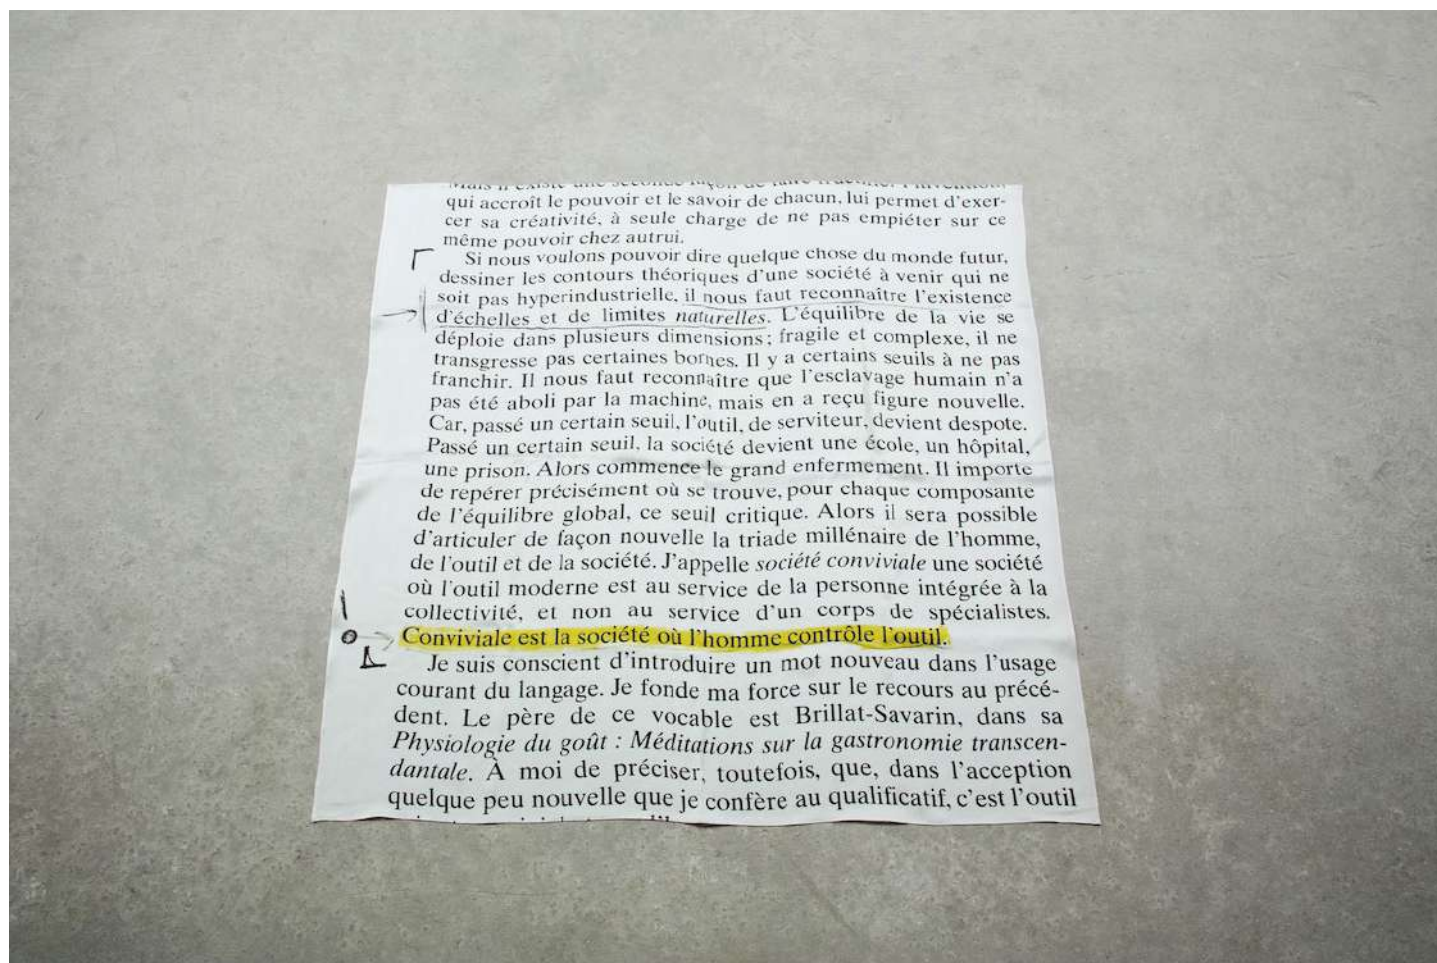 qui accroît le pouvoir et le savoir de chacun, lui permet d'exer-
cer sa créativité, à seule charge de ne pas empiéter sur ce
même pouvoir chez autrui.
Si nous voulons pouvoir dire quelque chose du monde futur,
dessiner les contours théoriques d'une société à venir qui ne
soit pas hyperindustrielle, il nous faut reconnaître l'existence
d'échelles et de limites naturelles. L'équilibre de la vie se
déploie dans plusieurs dimensions ; fragile et complexe, il ne
transgresse pas certaines bornes. Il y a certains seuils à ne pas
franchir. Il nous faut reconnaître que l'esclavage humain n'a
pas été aboli par la machine, mais en a reçu figure nouvelle.
Car, passé un certain seuil, l'outil, de serviteur, devient despote.
Passé un certain seuil, la société devient une école, un hôpital,
une prison. Alors commence le grand enfermement. Il importe
de repérer précisément où se trouve, pour chaque composante
de l'équilibre global, ce seuil critique. Alors il sera possible
d'articuler de façon nouvelle la triade millénaire de l'homme,
de l'outil et de la société. J'appelle société conviviale une société
où l'outil moderne est au service de la personne intégrée à la
collectivité, et non au service d'un corps de spécialistes.
Conviviale est la société où l'homme contrôle l'outil.
Je suis conscient d'introduire un mot nouveau dans l'usage
courant du langage. Je fonde ma force sur le recours au précé-
dent. Le père de ce vocable est Brillat-Savarin, dans sa
Physiologie du goût : Méditations sur la gastronomie transcen-
dantale. À moi de préciser, toutefois, que, dans l'acception
quelque peu nouvelle que je confère au qualificatif, c'est l'outil